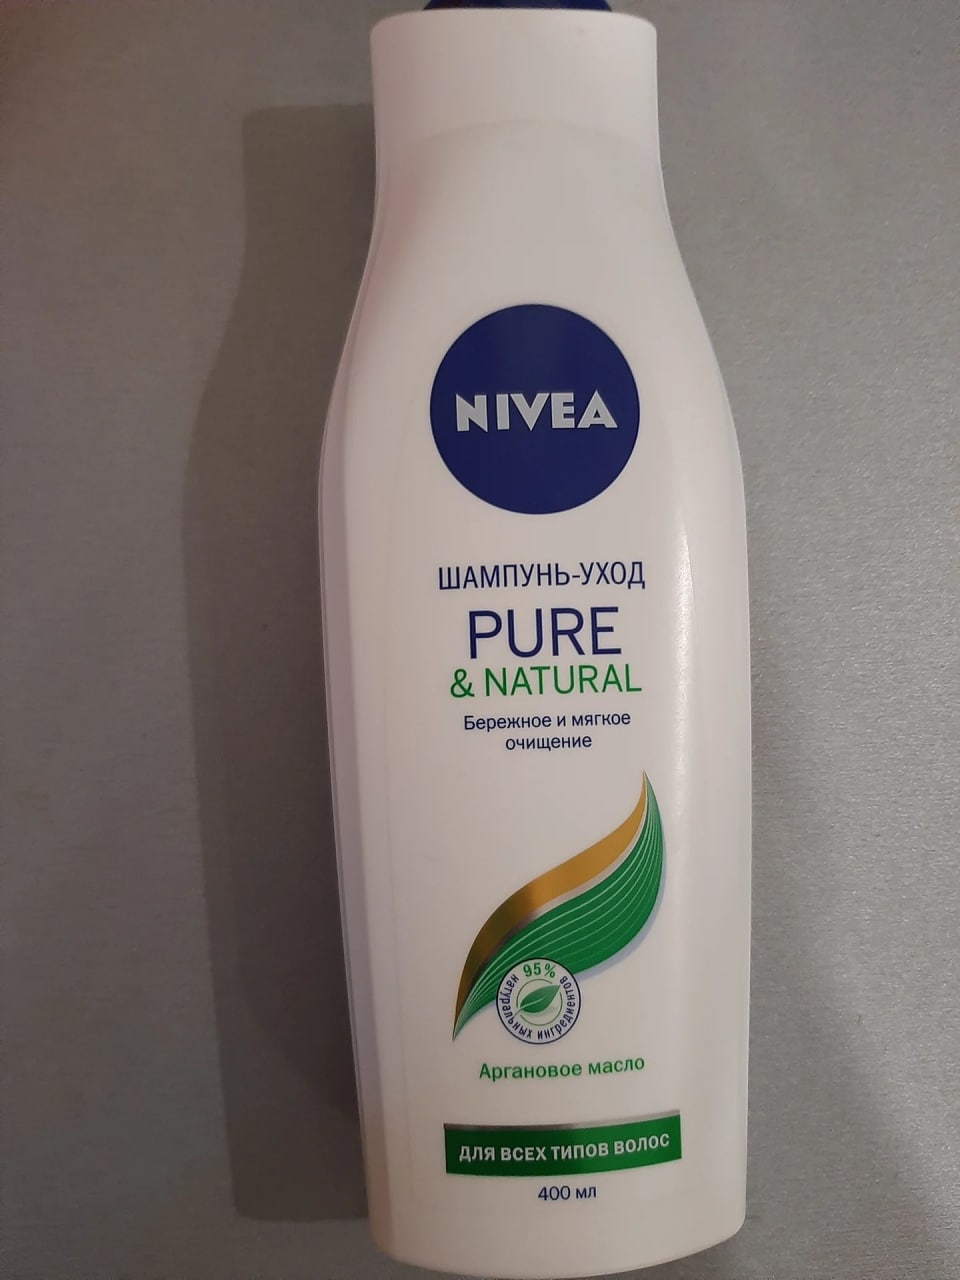 NIVEA
ШАМПУНЬ-УХОД
PURE
& NATURAL
Бережное и мягкое
очищение
95%
натуральных ингредиентов
Аргановое масло
ДЛЯ ВСЕХ ТИПОВ ВОЛОС
400 мл